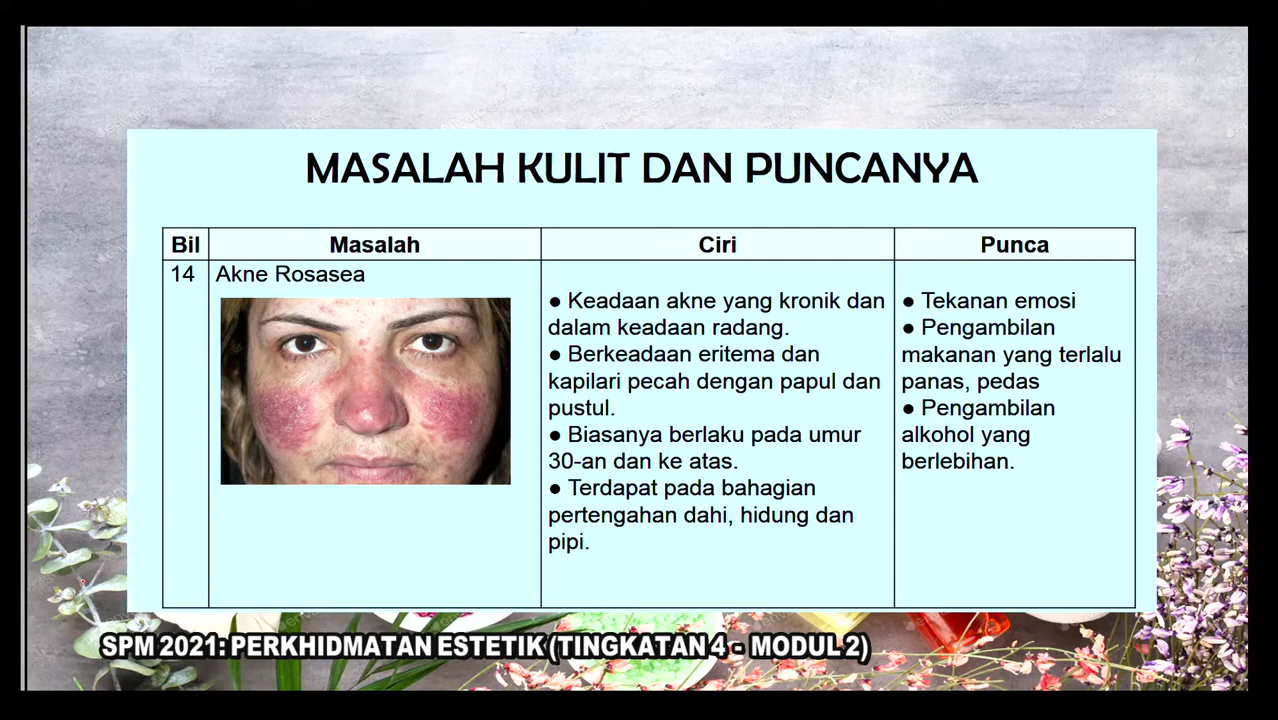 MASALAH KULIT DAN PUNCANYA
Bil
Masalah
Ciri
Punca
14
Akne Rosasea
● Keadaan akne yang kronik dan
dalam keadaan radang.
● Berkeadaan eritema dan
kapilari pecah dengan papul dan
pustul.
● Biasanya berlaku pada umur
30-an dan ke atas.
● Terdapat pada bahagian
pertengahan dahi, hidung dan
pipi.
● Tekanan emosi
● Pengambilan
makanan yang terlalu
panas, pedas
● Pengambilan
alkohol yang
berlebihan.
SPM 2021: PERKHIDMATAN ESTETIK (TINGKATAN 4 - MODUL 2)